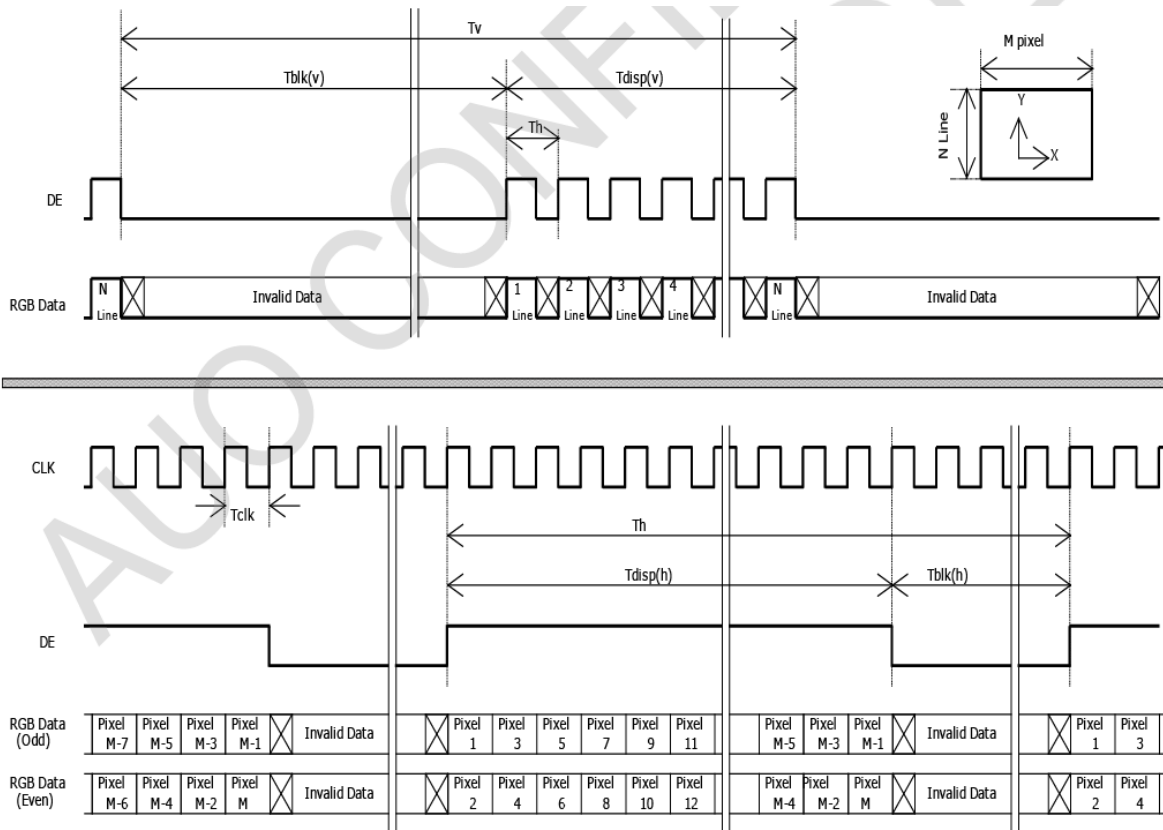 Tv
M pixel
Tblk(v)
Tdisp(v)
Th
N Line
Y
X
DE
RGB Data
N
Line
Invalid Data
1
Line
2
Line
3
Line
4
Line
N
Line
Invalid Data
CLK
Tclk
Th
Tdisp(h)
Tblk(h)
DE
RGB Data
(Odd)
Pixel
M-7
Pixel
M-5
Pixel
M-3
Pixel
M-1
Invalid Data
Pixel
1
Pixel
3
Pixel
5
Pixel
7
Pixel
9
Pixel
11
Pixel
M-5
Pixel
M-3
Pixel
M-1
Invalid Data
Pixel
1
Pixel
3
RGB Data
(Even)
Pixel
M-6
Pixel
M-4
Pixel
M-2
Pixel
M
Invalid Data
Pixel
2
Pixel
4
Pixel
6
Pixel
8
Pixel
10
Pixel
12
Pixel
M-4
Pixel
M-2
Pixel
M
Invalid Data
Pixel
2
Pixel
4
AUO